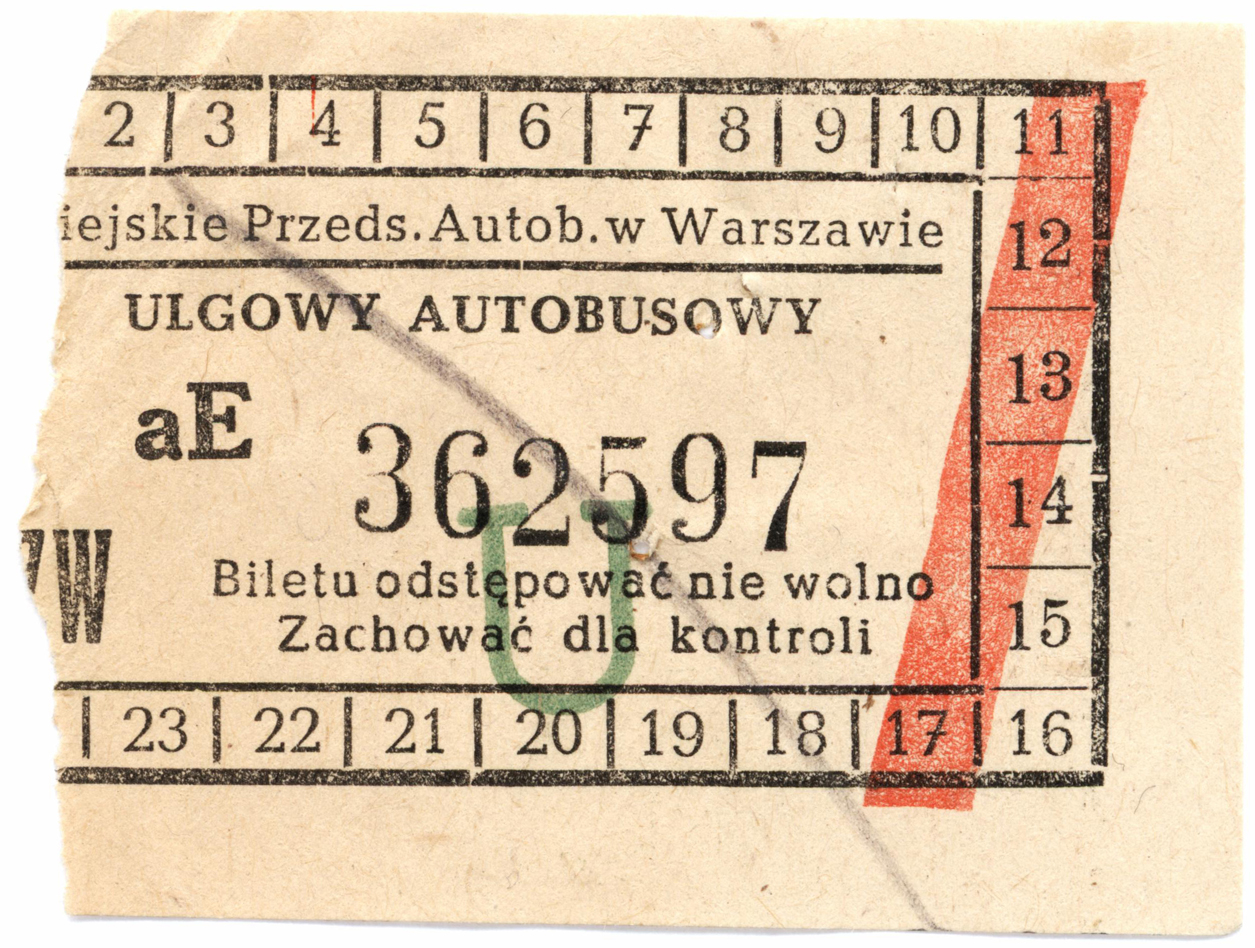 2 3 4 5 6 7 8 9 10 11
iejskie Przeds. Autob. w Warszawie
12
ULGOWY AUTOBUSOWY
13
aE 362597
14
W
U
Biletu odstępować nie wolno
15
Zachować dla kontroli
23 22 21 20 19 18 17 16